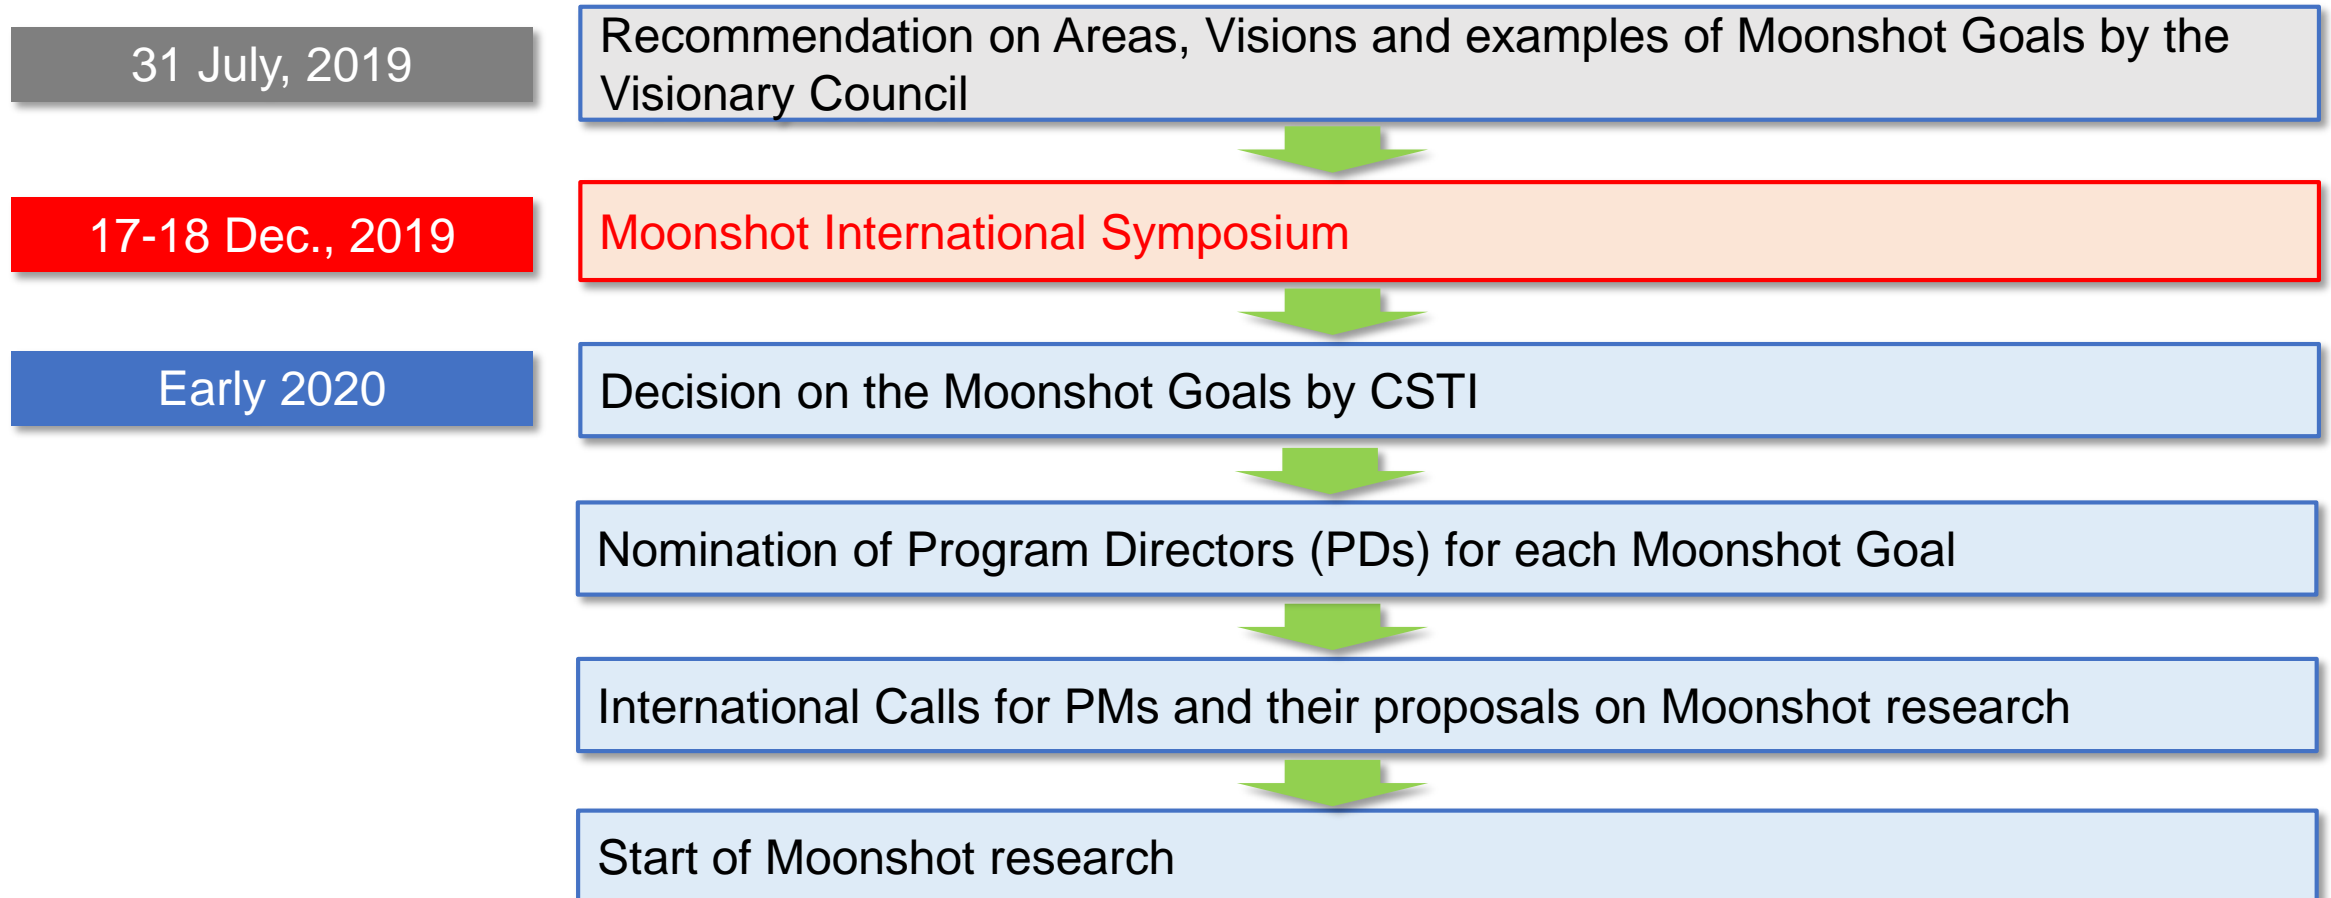 31 July, 2019
Recommendation on Areas, Visions and examples of Moonshot Goals by the
Visionary Council
17-18 Dec., 2019
Moonshot International Symposium
Early 2020
Decision on the Moonshot Goals by CSTI
Nomination of Program Directors (PDs) for each Moonshot Goal
International Calls for PMs and their proposals on Moonshot research
Start of Moonshot research